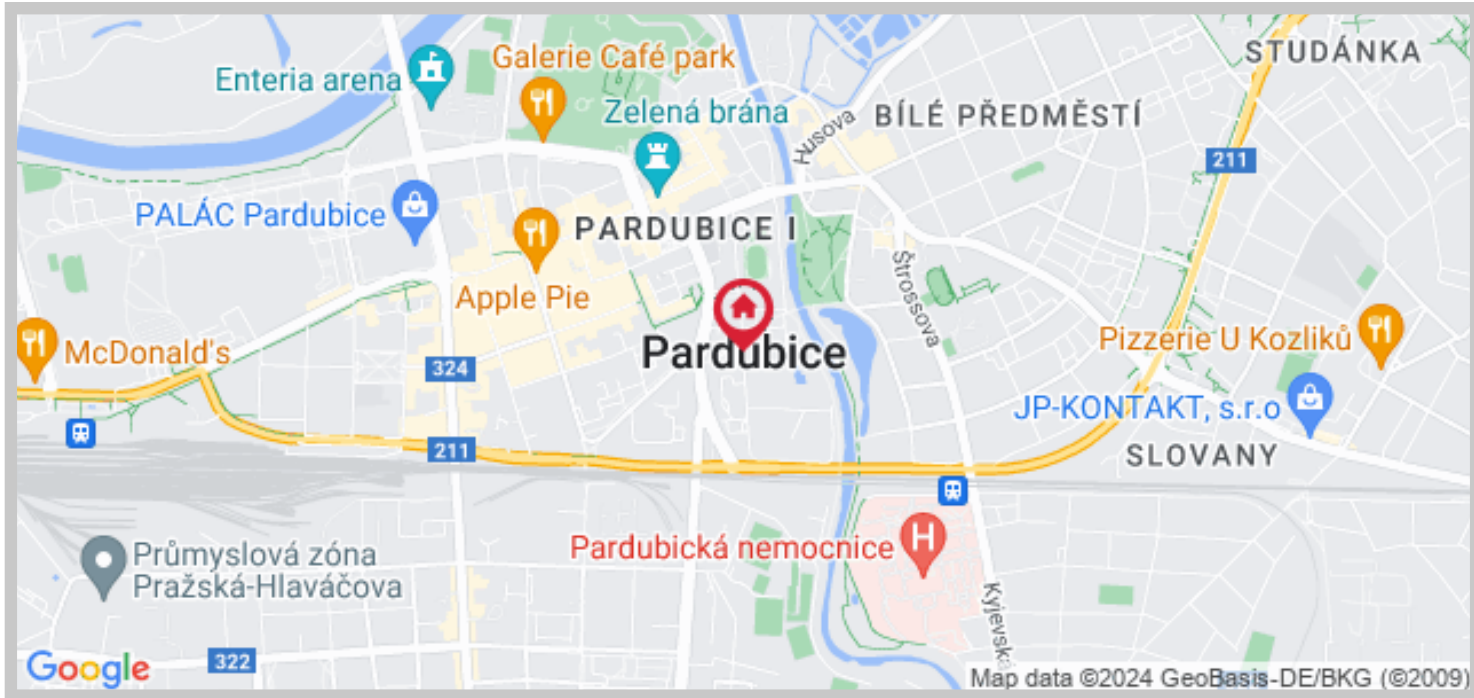 STUDÁNKA
Galerie Café park
Enteria arena
Zelená brána
BÍLÉ PŘEDMĚSTÍ
Husova
211
PALÁC Pardubice
PARDUBICE I
Štrossova
Apple Pie
McDonald's
Pardubice
Pizzerie U Kozliků
324
JP-KONTAKT, s.r.o
211
SLOVANY
Pardubická nemocnice
H
Průmyslová zóna
Pražská-Hlaváčova
Kyjevská
322
Google
Map data ©2024 GeoBasis-DE/BKG (©2009)